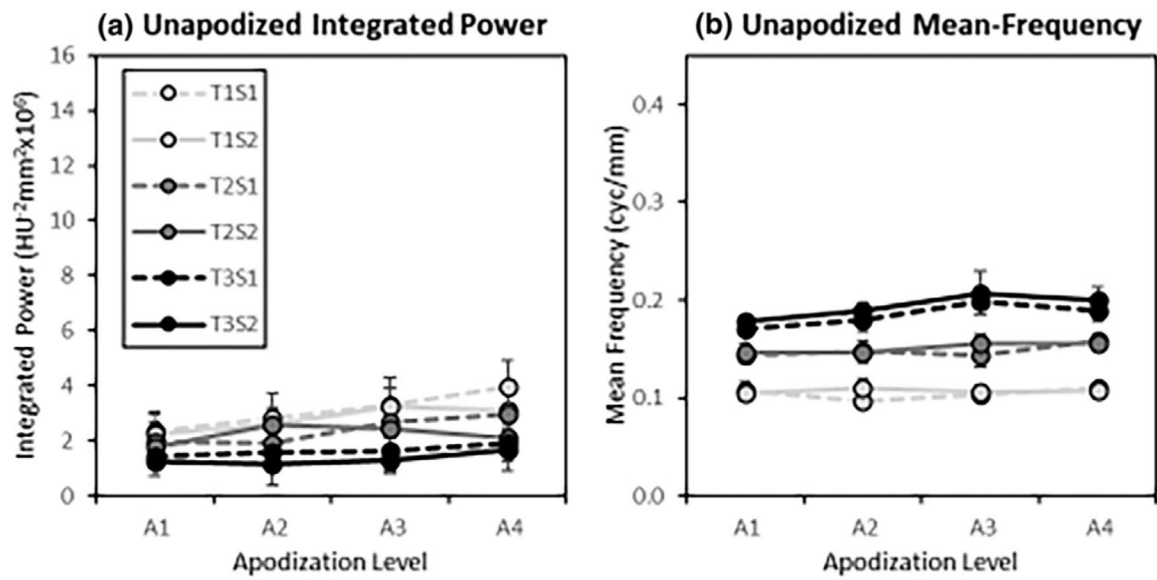 (a) Unapodized Integrated Power
16
14
12
10
8
6
4
2
0
Integrated Power (HU⁻²mm²x10⁶)
T1S1
T1S2
T2S1
T2S2
T3S1
T3S2
A1 A2 A3 A4
Apodization Level
(b) Unapodized Mean-Frequency
0.4
0.3
0.2
0.1
0.0
Mean Frequency (cyc/mm)
A1 A2 A3 A4
Apodization Level